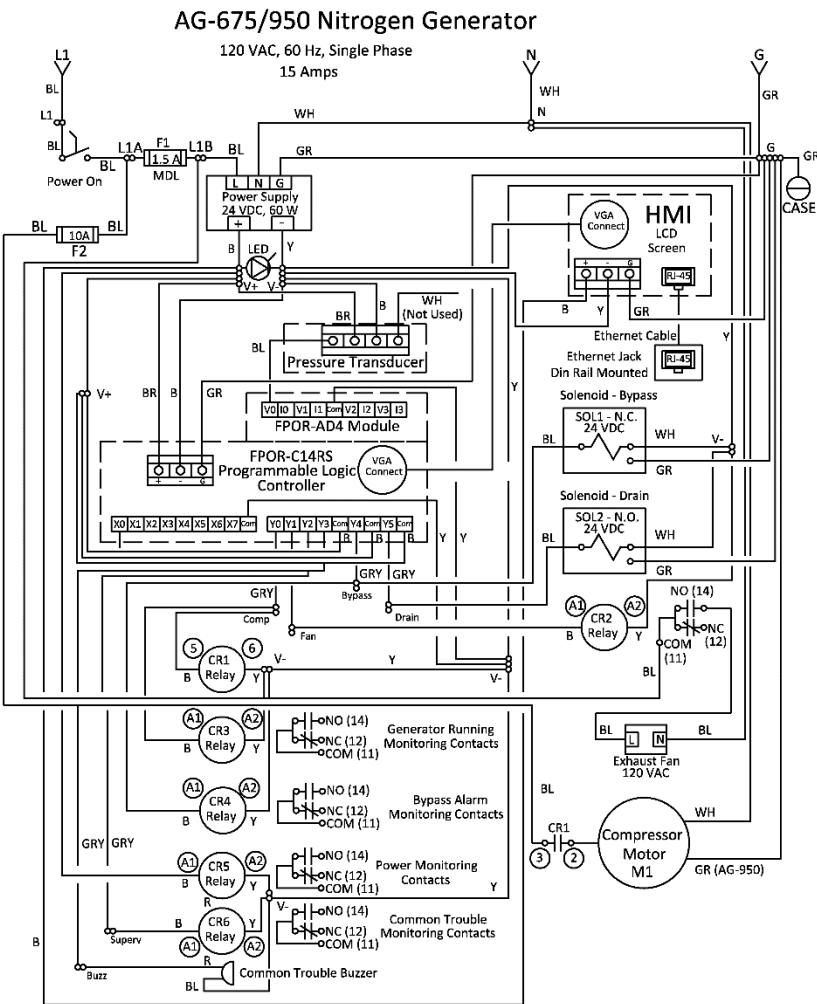 AG-675/950 Nitrogen Generator
120 VAC, 60 Hz, Single Phase
15 Amps
L1
N
G
BL
WH
GR
L1
WH
N
BL
L1A
F1
L1B
BL
GR
G
GR
BL
1.5 A
MDL
Power On
L N G
Power Supply
24 VDC, 60 W
+ -
CASE
VGA
Connect
HMI
LCD
Screen
BL
10A
BL
F2
B
LED
Y
+ - G
RJ-45
V+
V-
B
BR
WH
(Not Used)
B
Y
GR
BL
Ethernet Cable
Y
Pressure Transducer
Ethernet Jack
Din Rail Mounted
RJ-45
V+
BR
B
GR
Y
Solenoid - Bypass
V0 I0 V1 I1 Com V2 I2 V3 I3
FPOR-AD4 Module
SOL1 - N.C.
24 VDC
BL
WH
V-
GR
FPOR-C14RS
Programmable Logic
Controller
VGA
Connect
+ - G
Solenoid - Drain
X0 X1 X2 X3 X4 X5 X6 X7 Com
Y0 Y1 Y2 Y3 Com Y4 Com Y5 Com
SOL2 - N.O.
24 VDC
BL
WH
GR
B
B
B
Y
Y
GRY
GRY
GRY
Bypass
Comp
Drain
Fan
A1
A2
CR2
Relay
B
Y
NO (14)
NC
(12)
COM
(11)
BL
5
6
CR1
Relay
B
Y
V-
Y
V-
A1
A2
CR3
Relay
B
Y
NO (14)
NC (12)
COM (11)
Generator Running
Monitoring Contacts
BL
L N
BL
Exhaust Fan
120 VAC
A1
A2
CR4
Relay
B
Y
NO (14)
NC (12)
COM (11)
Bypass Alarm
Monitoring Contacts
BL
WH
CR1
3
2
Compressor
Motor
M1
GR (AG-950)
GRY
GRY
A1
A2
CR5
Relay
B
Y
R
NO (14)
NC (12)
COM (11)
Power Monitoring
Contacts
Y
V-
B
CR6
Relay
Y
A1
A2
NO (14)
NC (12)
COM (11)
Common Trouble
Monitoring Contacts
Superv
B
R
Buzz
BL
Common Trouble Buzzer